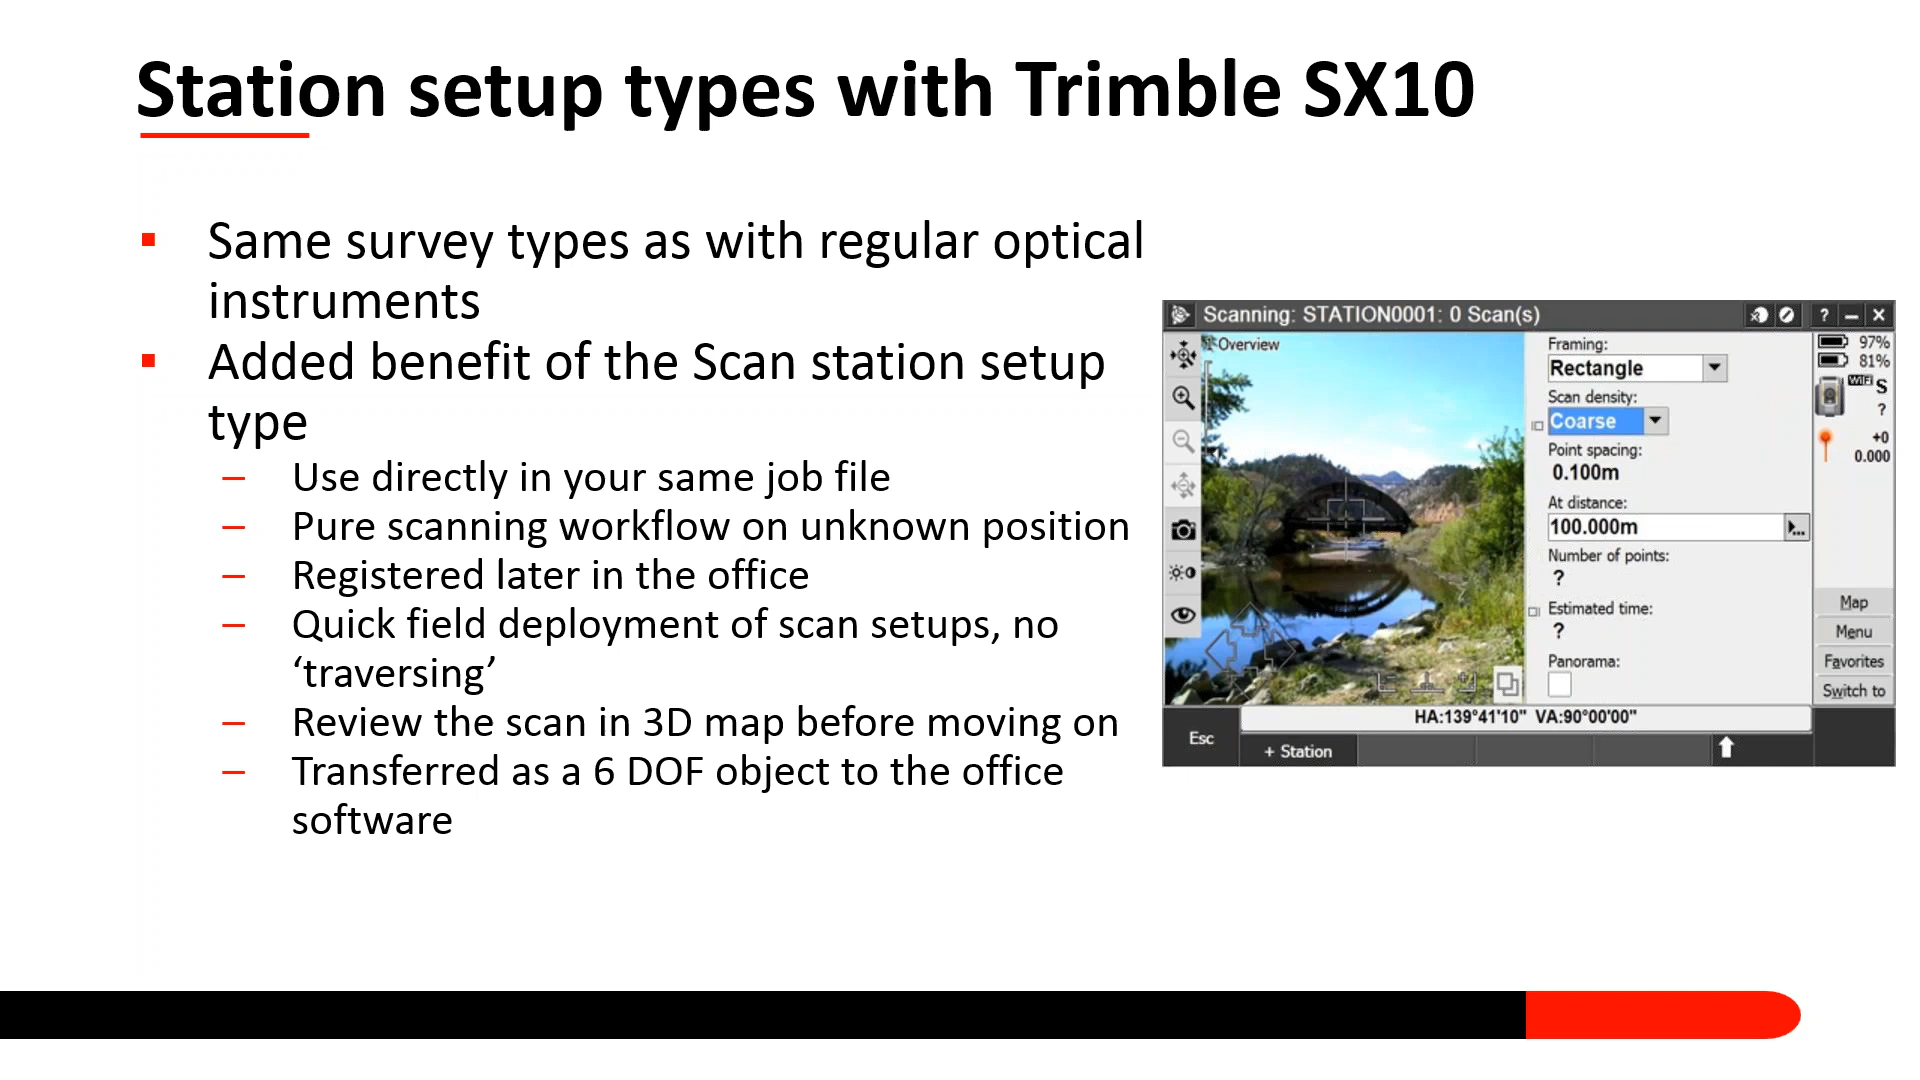 Station setup types with Trimble SX10
▪ Same survey types as with regular optical
instruments
▪ Added benefit of the Scan station setup
type
– Use directly in your same job file
– Pure scanning workflow on unknown position
– Registered later in the office
– Quick field deployment of scan setups, no
‘traversing’
– Review the scan in 3D map before moving on
– Transferred as a 6 DOF object to the office
software
Scanning: STATION0001: 0 Scan(s)
? – X
Overview
Framing:
Rectangle
Scan density:
Coarse
Point spacing:
0.100m
At distance:
100.000m
Number of points:
?
Estimated time:
?
Panorama:
97%
81%
WiFi S
?
+0
0.000
Map
Menu
Favorites
Switch to
HA:139°41'10" VA:90°00'00"
Esc
+ Station